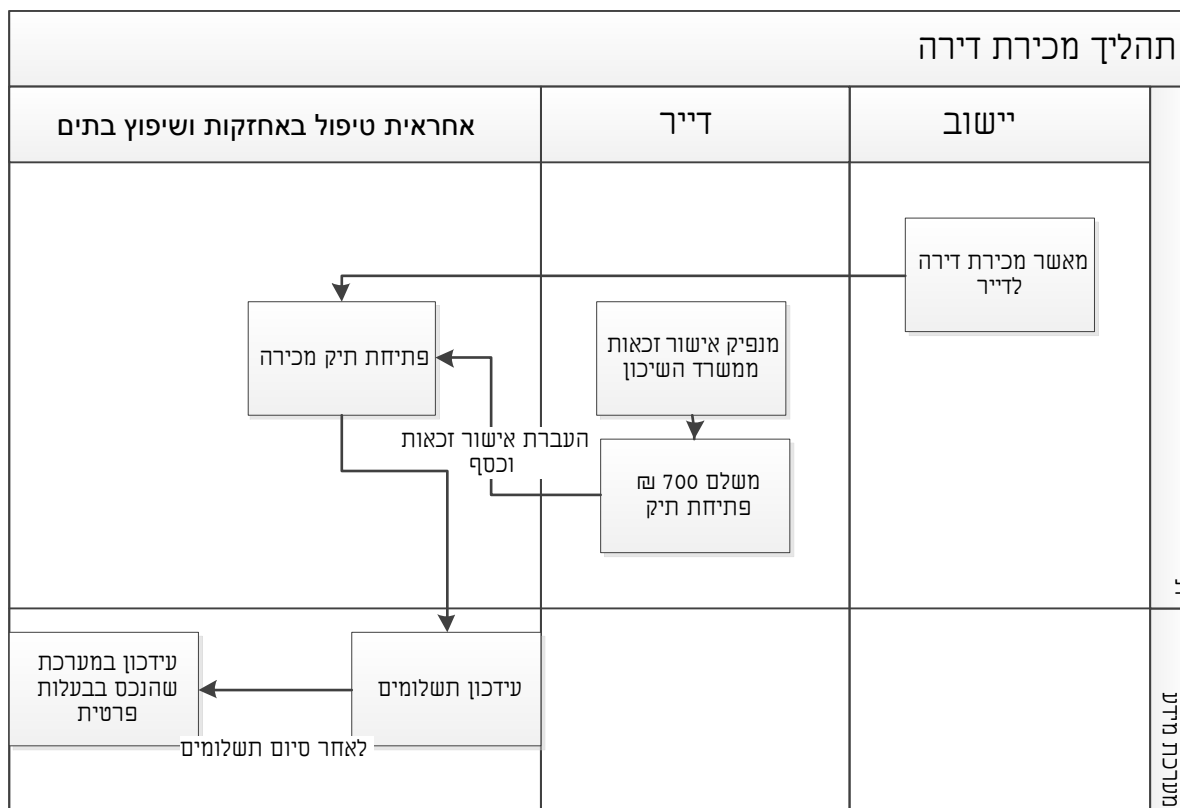 תהליך מכירת דירה
יישוב
דייר
אחראית טיפול באחזקות ושיפוץ בתים
מאשר מכירת דירה
לדייר
מנפיק אישור זכאות
ממשרד השיכון
משלם 700 ₪
פתיחת תיק
העברת אישור זכאות
וכסף
פתיחת תיק מכירה
מערכת מידע
עידכון תשלומים
לאחר סיום תשלומים
עידכון במערכת
שהנכס בבעלות
פרטית